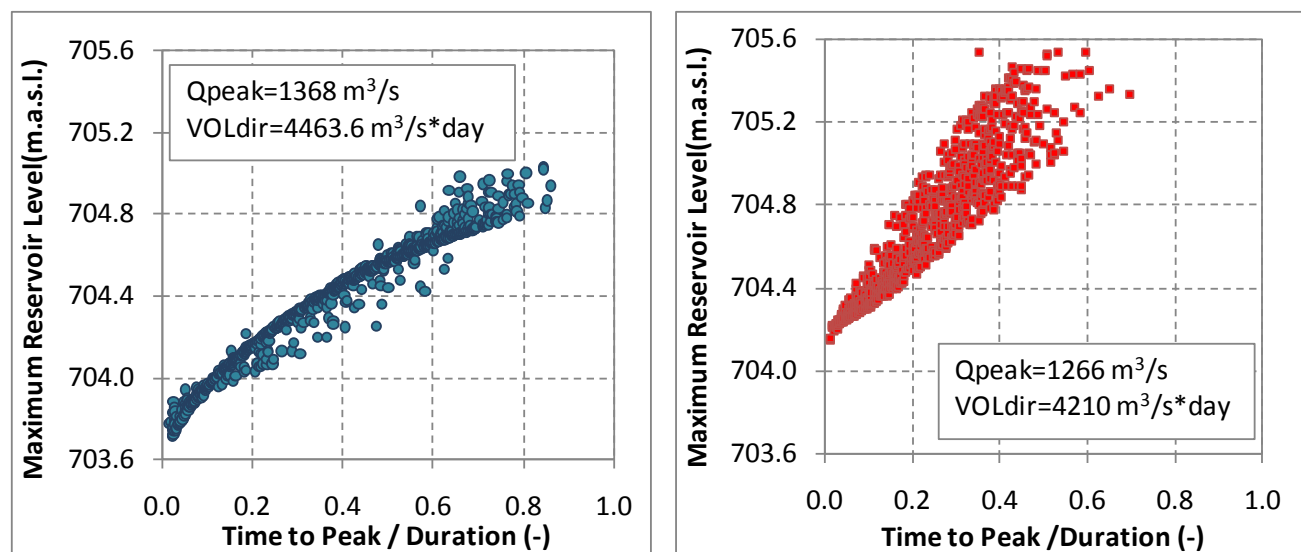 705.6
705.2
704.8
704.4
704.0
703.6
Maximum Reservoir Level(m.a.s.l.)
Qpeak=1368 m³/s
VOLdir=4463.6 m³/s*day
0.0 0.2 0.4 0.6 0.8 1.0
Time to Peak / Duration (-)
705.6
705.2
704.8
704.4
704.0
703.6
Maximum Reservoir Level(m.a.s.l.)
Qpeak=1266 m³/s
VOLdir=4210 m³/s*day
0.0 0.2 0.4 0.6 0.8 1.0
Time to Peak /Duration (-)